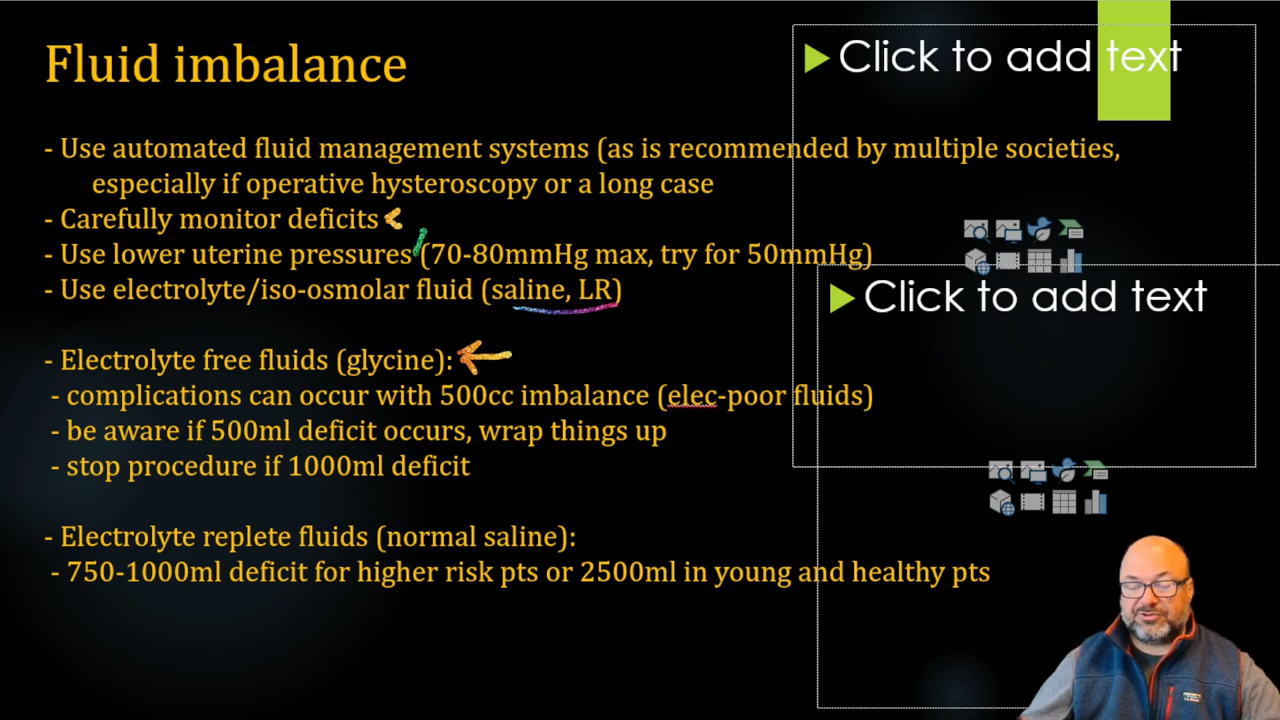 Fluid imbalance
Click to add text
- Use automated fluid management systems (as is recommended by multiple societies,
especially if operative hysteroscopy or a long case
- Carefully monitor deficits
- Use lower uterine pressures (70-80mmHg max, try for 50mmHg)
- Use electrolyte/iso-osmolar fluid (saline, LR)
Click to add text
- Electrolyte free fluids (glycine):
- complications can occur with 500cc imbalance (elec-poor fluids)
- be aware if 500ml deficit occurs, wrap things up
- stop procedure if 1000ml deficit
- Electrolyte replete fluids (normal saline):
- 750-1000ml deficit for higher risk pts or 2500ml in young and healthy pts